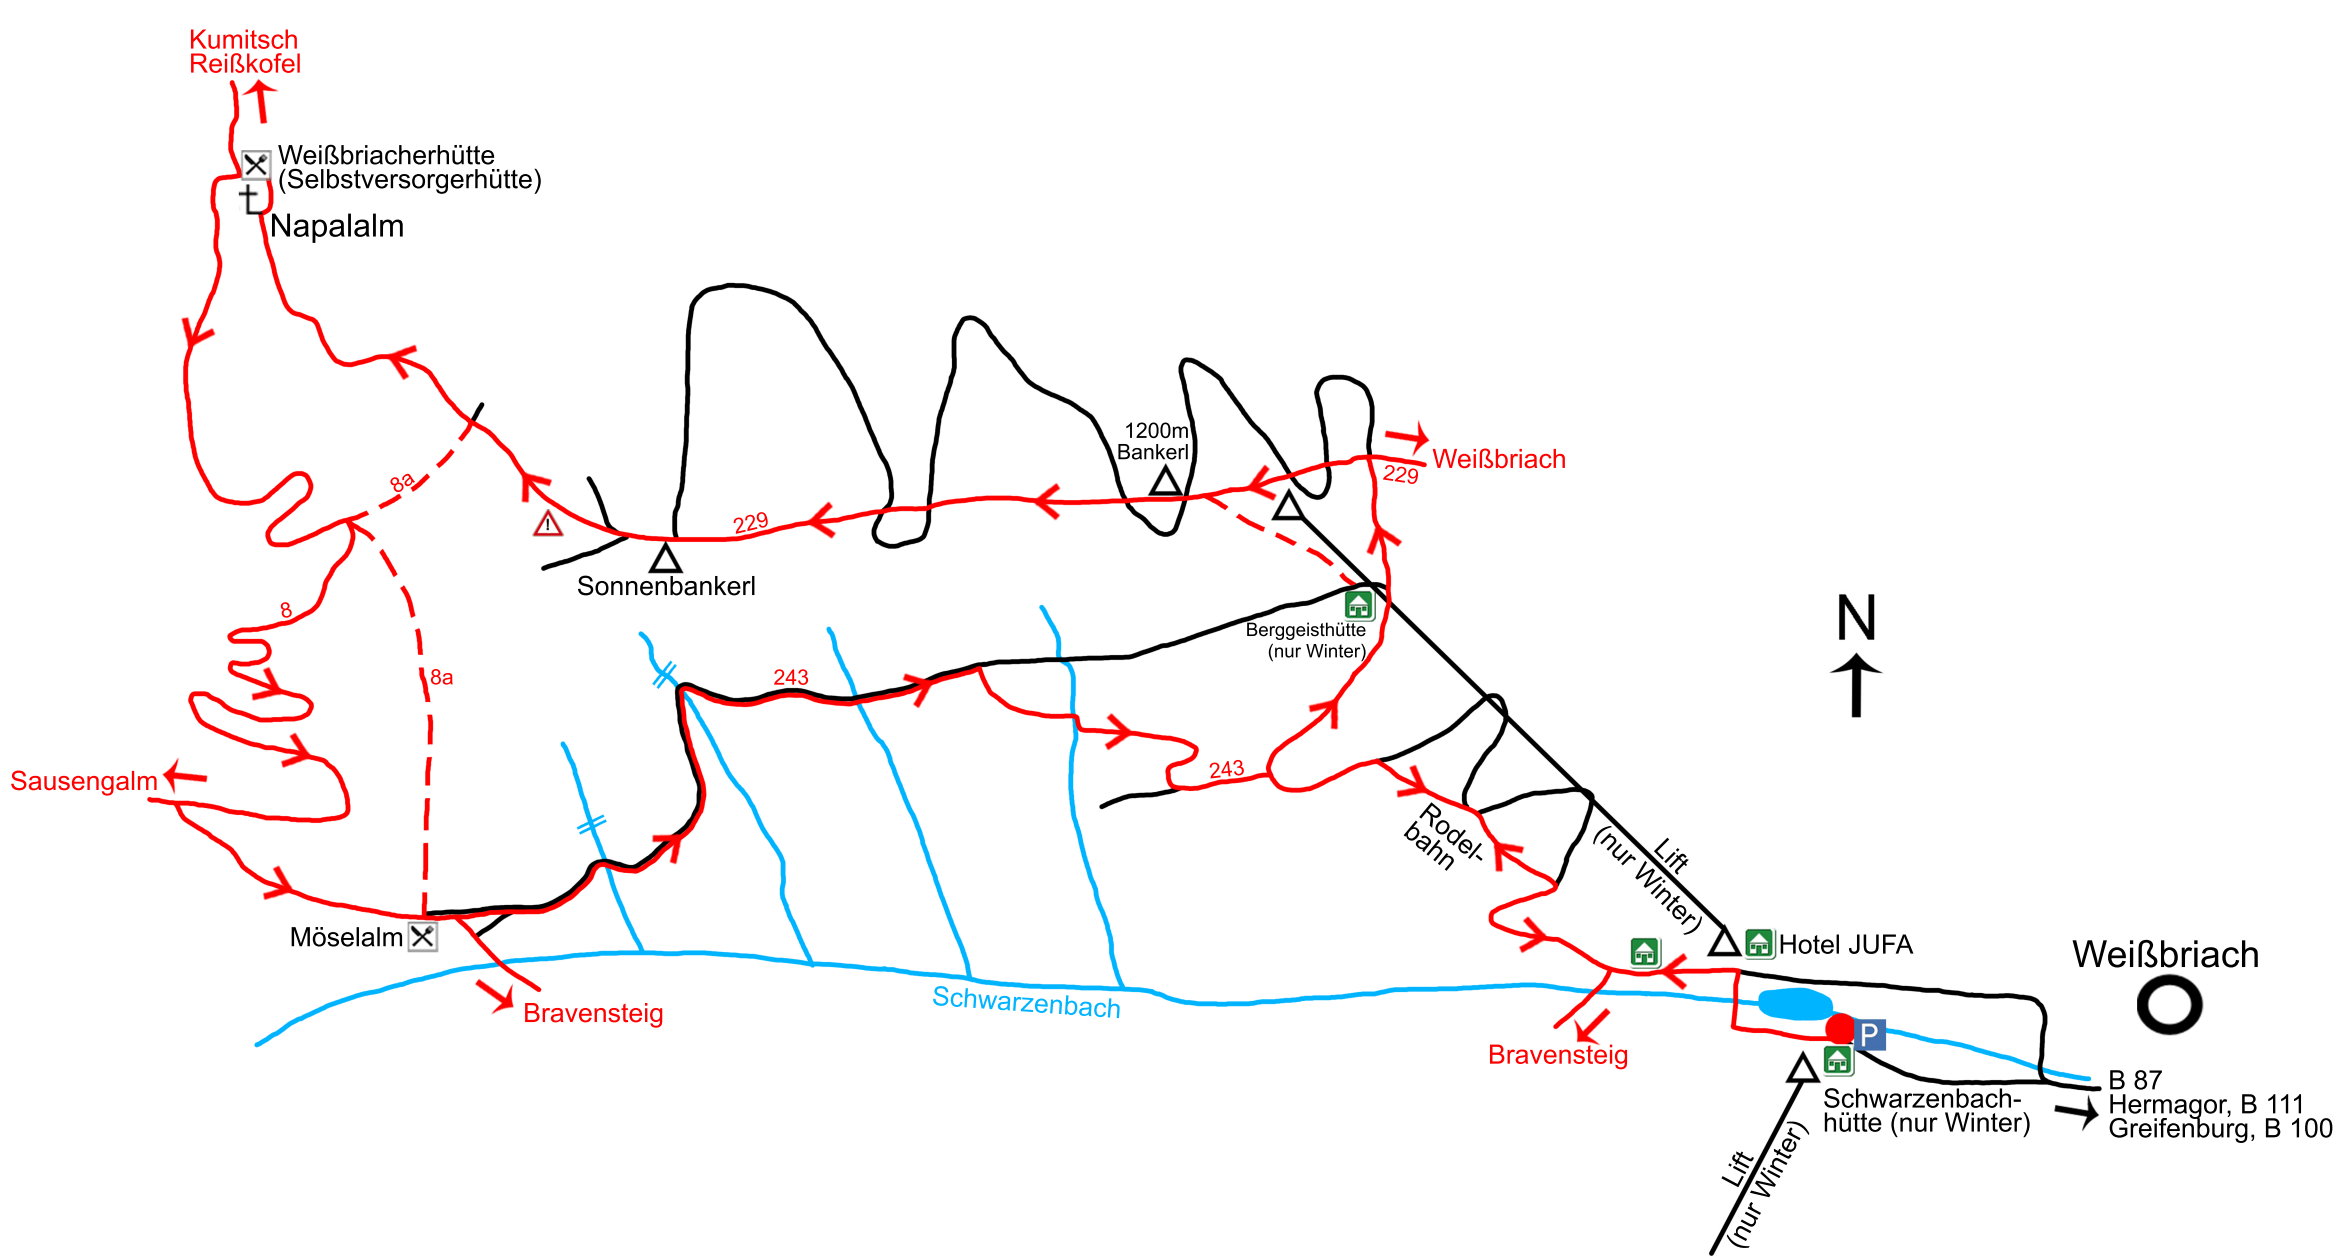 Kumitsch
Reißkofel
Weißbriacherhütte
(Selbstversorgerhütte)
Napalalm
1200m
Bankerl
Weißbriach
229
8a
229
Sonnenbankerl
8
Berggeisthütte
(nur Winter)
N
243
8a
243
Sausengalm
Rodel-
bahn
Lift
(nur Winter)
Möselalm
Hotel JUFA
Weißbriach
Bravensteig
Schwarzenbach
Bravensteig
P
B 87
Hermagor, B 111
Greifenburg, B 100
Schwarzenbach-
hütte (nur Winter)
Lift
(nur Winter)